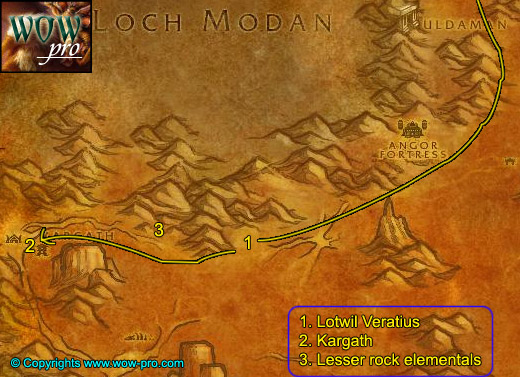 WOW
pro
LOCH MODAN
ULDAMAN
ANGOR
FORTRESS
3
1
KARGATH
2
1. Lotwil Veratius
2. Kargath
3. Lesser rock elementals
© Copyrights www.wow-pro.com